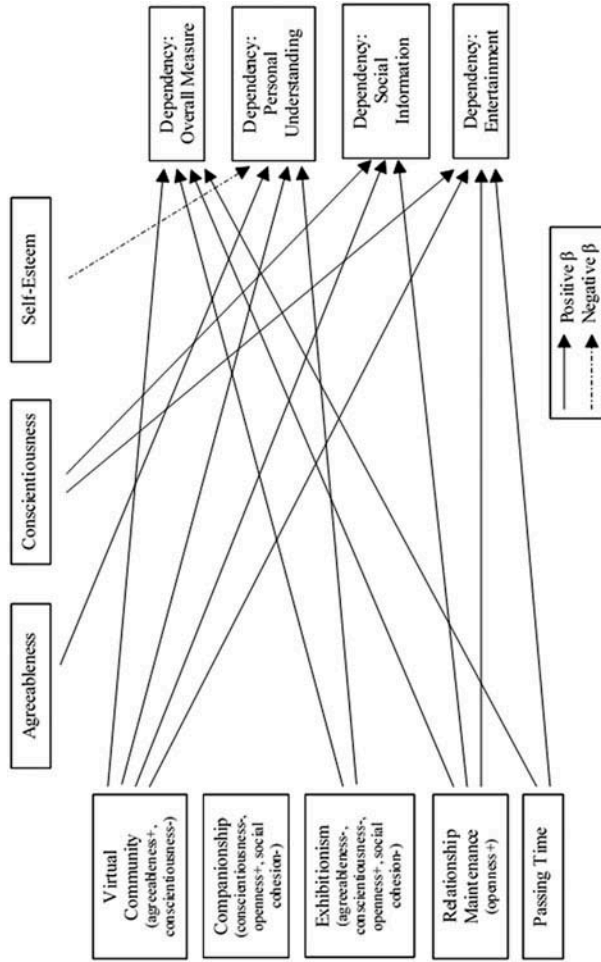 Agreeableness
Conscientiousness
Self-Esteem
Virtual
Community
(agreeableness+,
conscientiousness-)
Companionship
(conscientiousness-,
openness+, social
cohesion-)
Exhibitionism
(agreeableness-,
conscientiousness-,
openness+, social
cohesion-)
Relationship
Maintenance
(openness+)
Passing Time
Dependency:
Overall Measure
Dependency:
Personal
Understanding
Dependency:
Social
Information
Dependency:
Entertainment
Positive β
Negative β